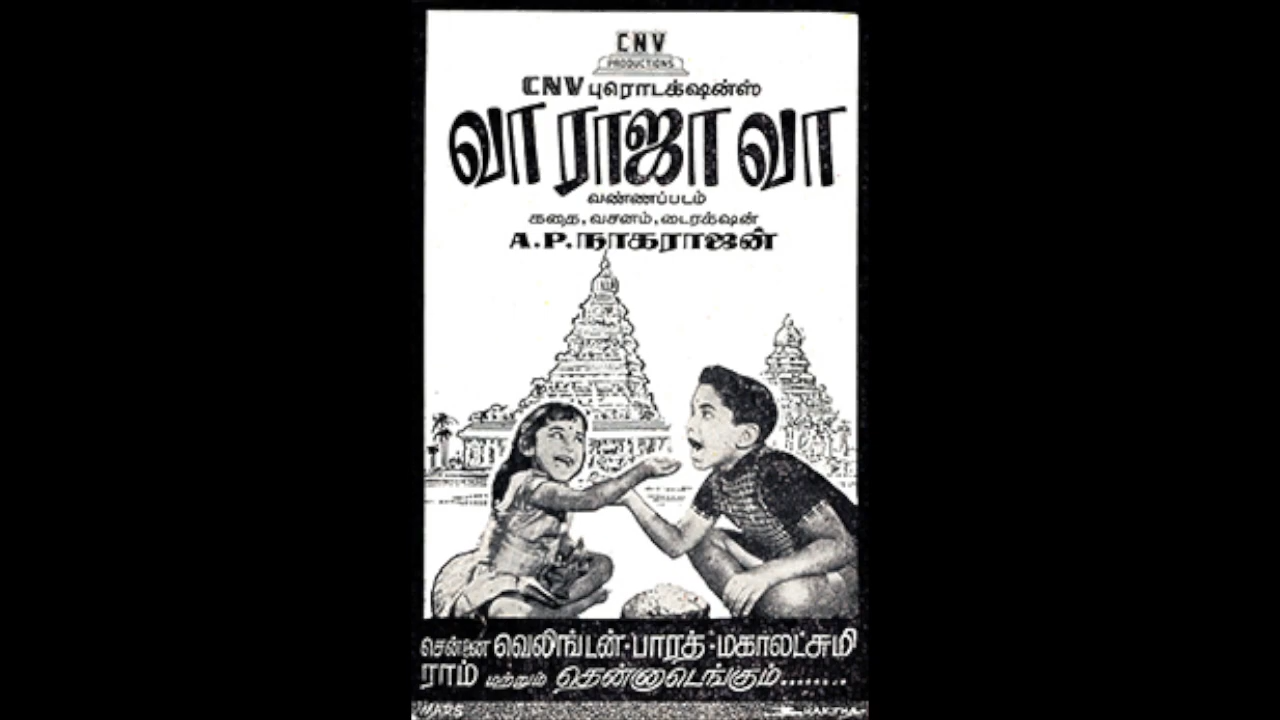 CNV
PRODUCTIONS
CNV புரொடக்ஷன்ஸ்
வா ராஜா வா
வண்ணப்படம்
கதை, வசனம், டைரக்ஷன்
A.P. நாகராஜன்
சென்னை வெலிங்டன்-பாரத்-மகாலட்சுமி
ராம் மற்றும் தென்னாடெங்கும்........